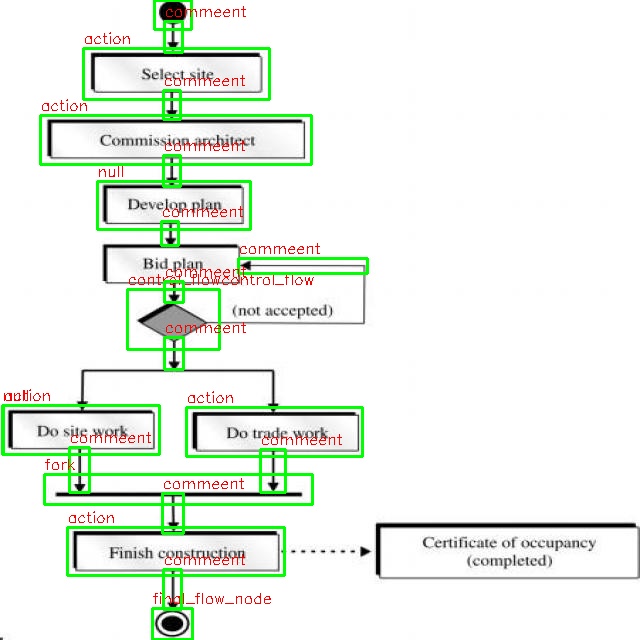 commeent
action
Select site
commeent
action
Commission architect
commeent
null
Develop plan
commeent
commeent
Bid plan
commeent
control_flowcontrol_flow
(not accepted)
commeent
action
action
Do site work
Do trade work
commeent
commeent
fork
commeent
action
Finish construction
commeent
Certificate of occupancy
(completed)
final_flow_node